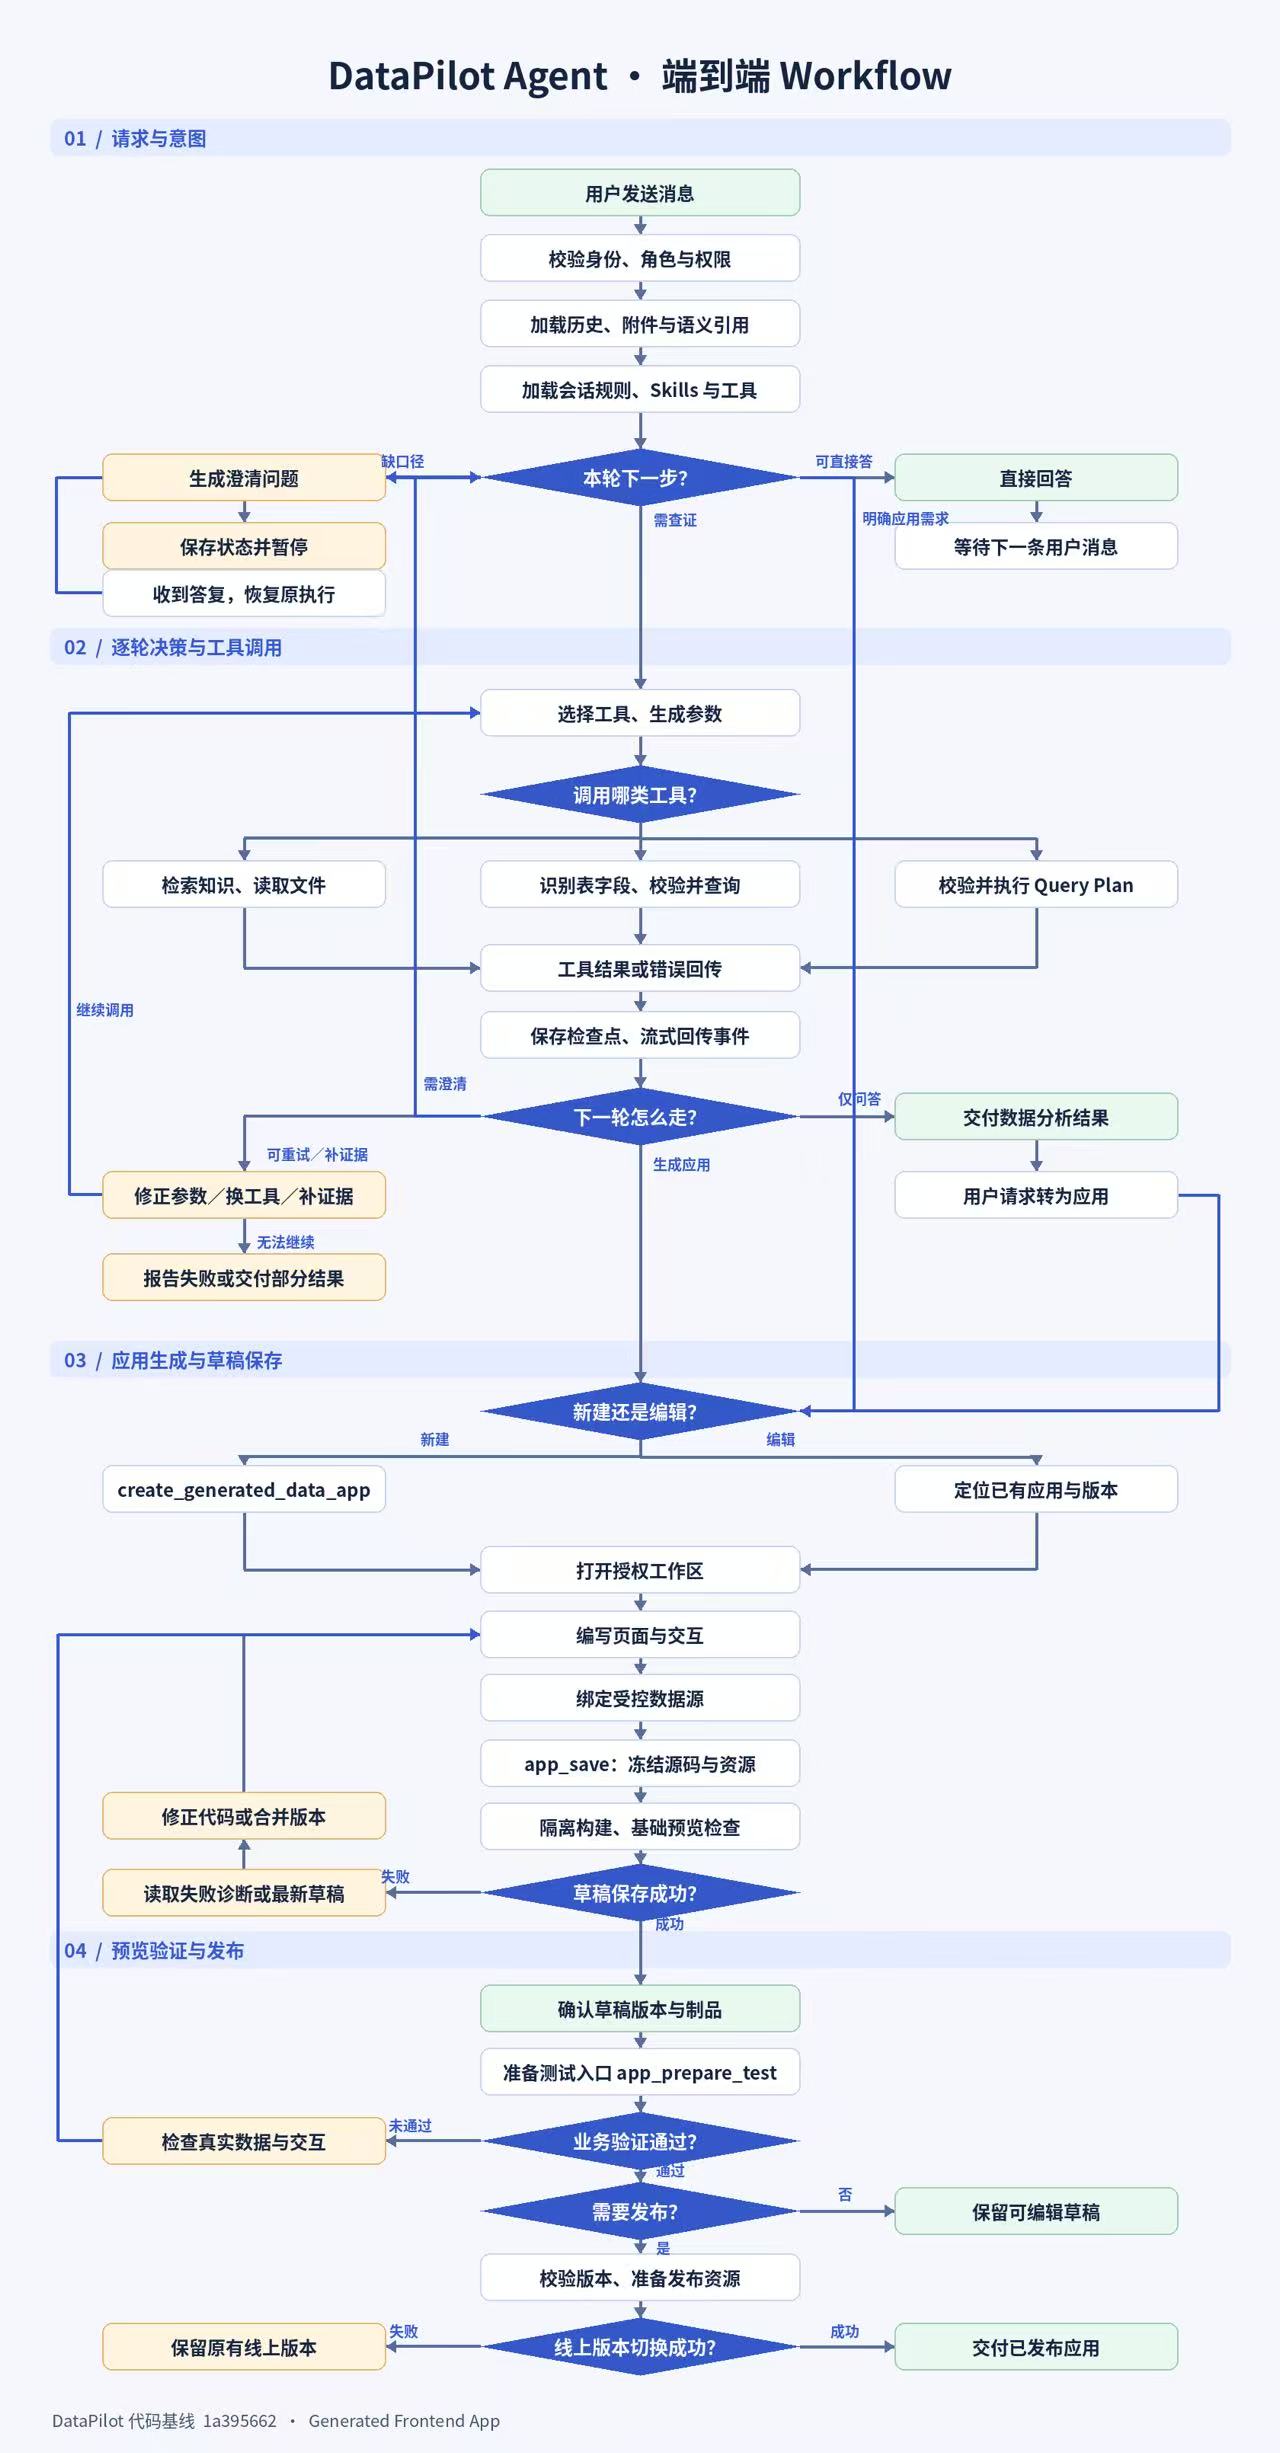 DataPilot Agent • 端到端 Workflow
01 / 请求与意图
用户发送消息
校验身份、角色与权限
加载历史、附件与语义引用
加载会话规则、Skills 与工具
生成澄清问题
缺口径
本轮下一步？
可直接答
直接回答
需查证
明确应用需求
保存状态并暂停
等待下一条用户消息
收到答复，恢复原执行
02 / 逐轮决策与工具调用
选择工具、生成参数
调用哪类工具？
检索知识、读取文件
识别表字段、校验并查询
校验并执行 Query Plan
工具结果或错误回传
继续调用
保存检查点、流式回传事件
需澄清
下一轮怎么走？
仅问答
交付数据分析结果
可重试／补证据
生成应用
修正参数／换工具／补证据
用户请求转为应用
无法继续
报告失败或交付部分结果
03 / 应用生成与草稿保存
新建还是编辑？
新建
编辑
create_generated_data_app
定位已有应用与版本
打开授权工作区
编写页面与交互
绑定受控数据源
app_save：冻结源码与资源
修正代码或合并版本
隔离构建、基础预览检查
读取失败诊断或最新草稿
失败
草稿保存成功？
成功
04 / 预览验证与发布
确认草稿版本与制品
准备测试入口 app_prepare_test
检查真实数据与交互
未通过
业务验证通过？
通过
需要发布？
否
保留可编辑草稿
是
校验版本、准备发布资源
保留原有线上版本
失败
线上版本切换成功？
成功
交付已发布应用
DataPilot 代码基线 1a395662 • Generated Frontend App